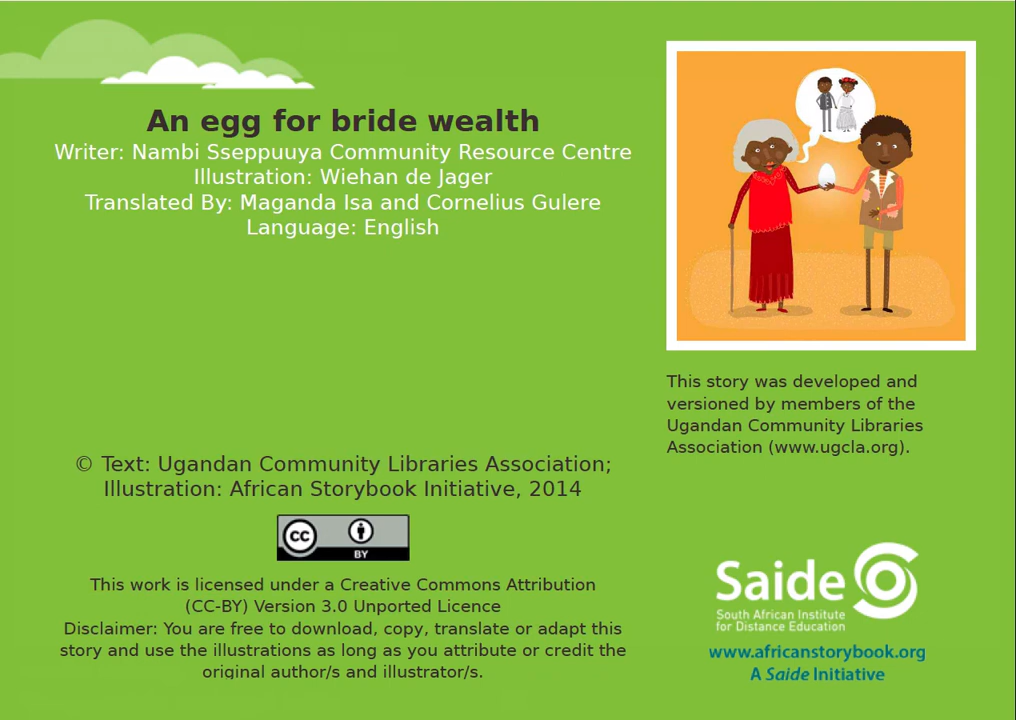 An egg for bride wealth
Writer: Nambi Sseppuuya Community Resource Centre
Illustration: Wiehan de Jager
Translated By: Maganda Isa and Cornelius Gulere
Language: English
This story was developed and
versioned by members of the
Ugandan Community Libraries
Association (www.ugcla.org).
© Text: Ugandan Community Libraries Association;
Illustration: African Storybook Initiative, 2014
cc
BY
This work is licensed under a Creative Commons Attribution
(CC-BY) Version 3.0 Unported Licence
Disclaimer: You are free to download, copy, translate or adapt this
story and use the illustrations as long as you attribute or credit the
original author/s and illustrator/s.
Saide
South African Institute
for Distance Education
www.africanstorybook.org
A Saide Initiative